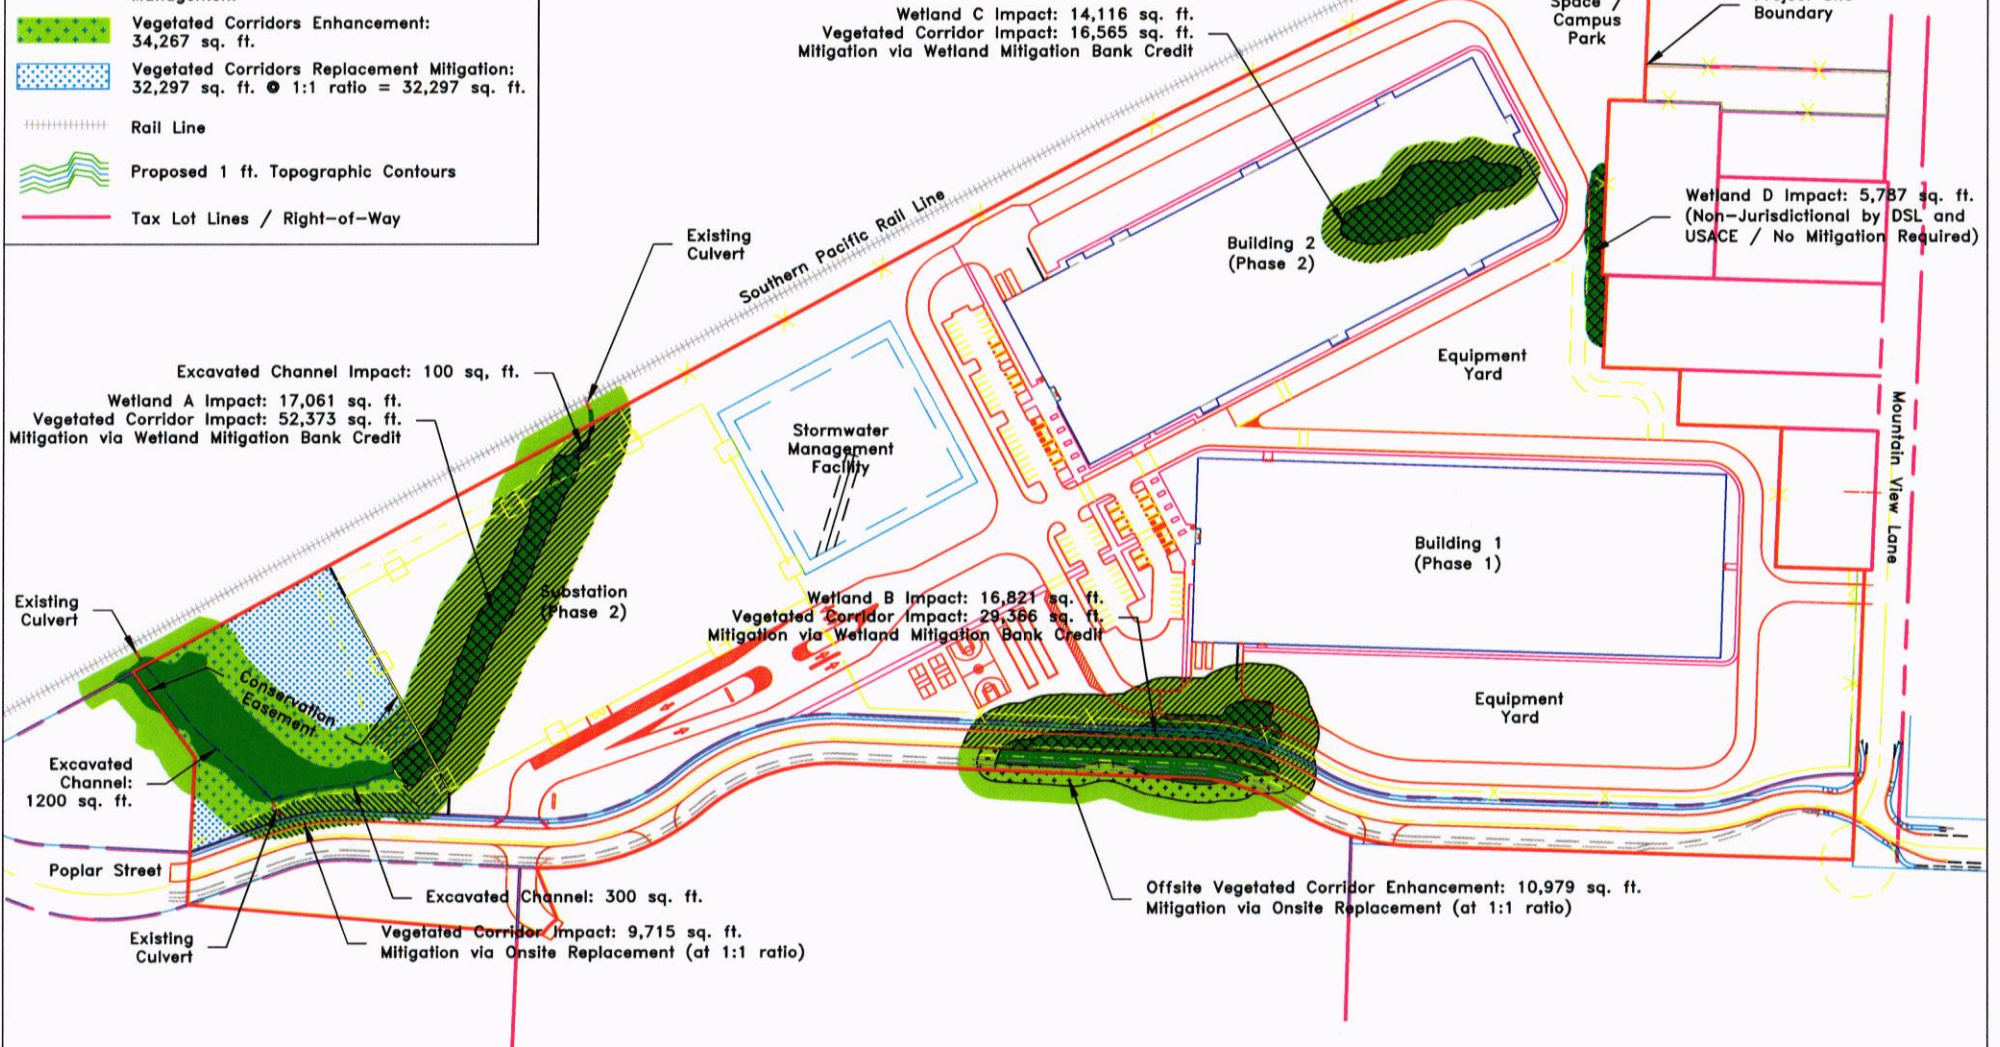 Vegetated Corridors Enhancement:
34,267 sq. ft.
Vegetated Corridors Replacement Mitigation:
32,297 sq. ft. @ 1:1 ratio = 32,297 sq. ft.
Rail Line
Proposed 1 ft. Topographic Contours
Tax Lot Lines / Right-of-Way
Wetland C Impact: 14,116 sq. ft.
Vegetated Corridor Impact: 16,565 sq. ft.
Mitigation via Wetland Mitigation Bank Credit
Space /
Campus
Park
Boundary
Existing
Culvert
Southern Pacific Rail Line
Building 2
(Phase 2)
Wetland D Impact: 5,787 sq. ft.
(Non-Jurisdictional by DSL and
USACE / No Mitigation Required)
Equipment
Yard
Excavated Channel Impact: 100 sq, ft.
Wetland A Impact: 17,061 sq. ft.
Vegetated Corridor Impact: 52,373 sq. ft.
Mitigation via Wetland Mitigation Bank Credit
Stormwater
Management
Facility
Mountain View Lane
Building 1
(Phase 1)
Substation
(Phase 2)
Wetland B Impact: 16,821 sq. ft.
Vegetated Corridor Impact: 29,366 sq. ft.
Mitigation via Wetland Mitigation Bank Credit
Existing
Culvert
Conservation
Easement
Equipment
Yard
Excavated
Channel:
1200 sq. ft.
Poplar Street
Excavated Channel: 300 sq. ft.
Offsite Vegetated Corridor Enhancement: 10,979 sq. ft.
Mitigation via Onsite Replacement (at 1:1 ratio)
Existing
Culvert
Vegetated Corridor Impact: 9,715 sq. ft.
Mitigation via Onsite Replacement (at 1:1 ratio)